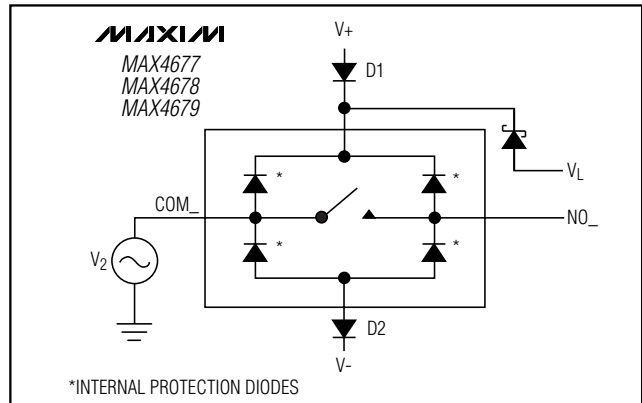 MAXIM
MAX4677
MAX4678
MAX4679
V+
D1
*
*
VL
COM_
NO_
*
*
V2
D2
V-
*INTERNAL PROTECTION DIODES